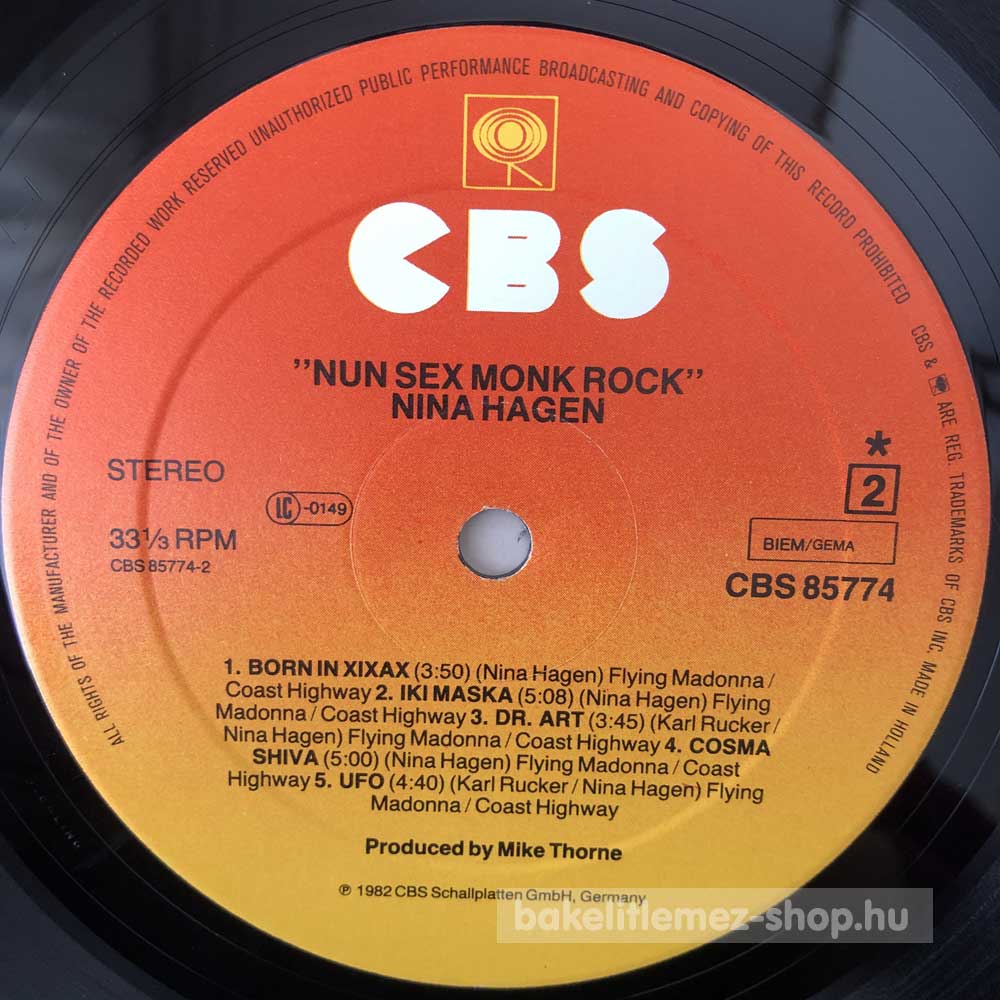 ALL RIGHTS OF THE MANUFACTURER AND OF THE OWNER OF THE RECORDED WORK RESERVED UNAUTHORIZED PUBLIC PERFORMANCE BROADCASTING AND COPYING OF THIS RECORD PROHIBITED CBS & ARE REG. TRADEMARKS OF CBS INC. MADE IN HOLLAND
CBS
"NUN SEX MONK ROCK"
NINA HAGEN
STEREO
LC-0149
33⅓ RPM
CBS 85774-2
*
2
BIEM/GEMA
CBS 85774
1. BORN IN XIXAX (3:50) (Nina Hagen) Flying Madonna /
Coast Highway 2. IKI MASKA (5:08) (Nina Hagen) Flying
Madonna / Coast Highway 3. DR. ART (3:45) (Karl Rucker /
Nina Hagen) Flying Madonna / Coast Highway 4. COSMA
SHIVA (5:00) (Nina Hagen) Flying Madonna / Coast
Highway 5. UFO (4:40) (Karl Rucker / Nina Hagen) Flying
Madonna / Coast Highway
Produced by Mike Thorne
℗ 1982 CBS Schallplatten GmbH, Germany
bakelitlemez-shop.hu